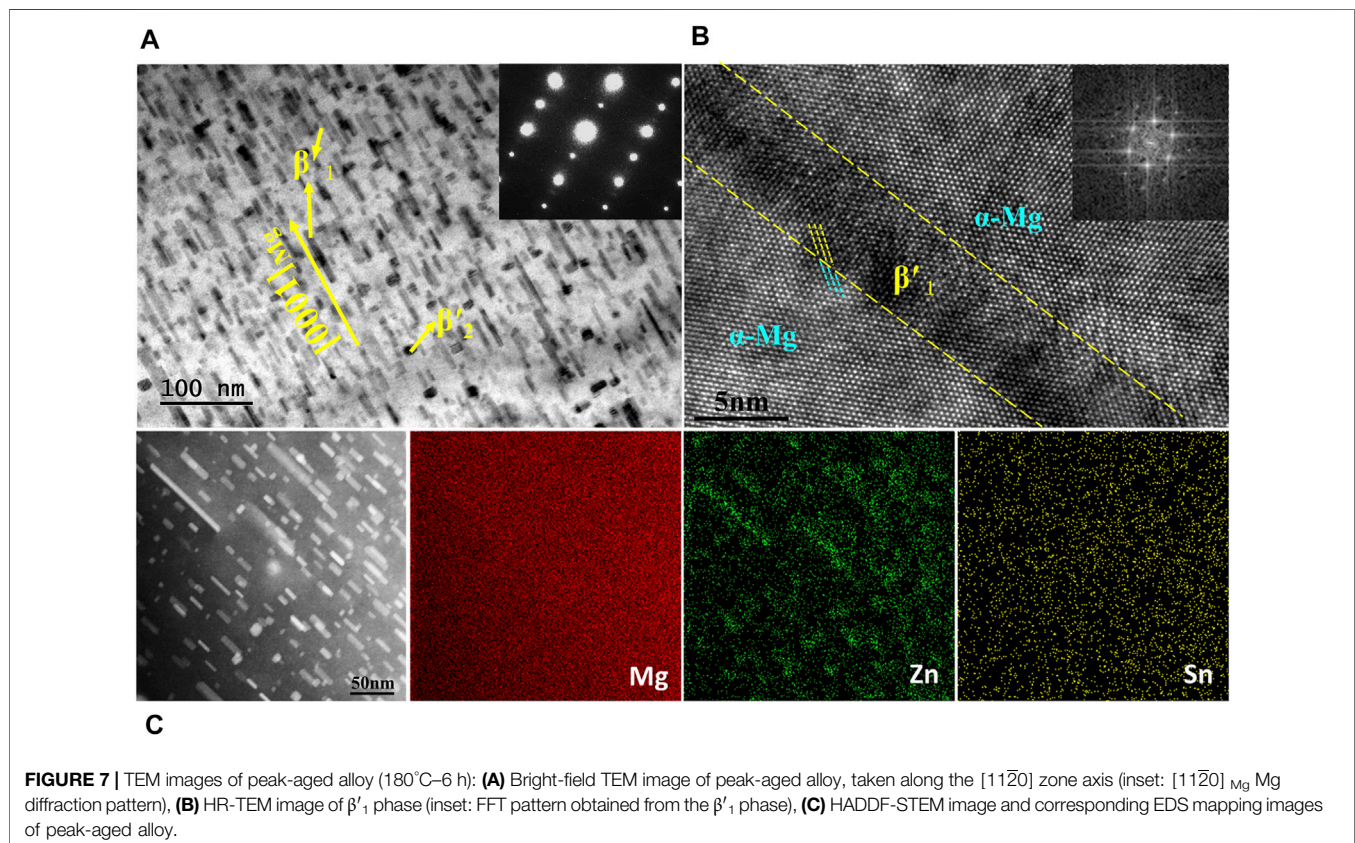 A
B
β′1
[0001]Mg
β′2
100 nm
α-Mg
β′1
α-Mg
5nm
50nm
Mg
Zn
Sn
C
FIGURE 7 | TEM images of peak-aged alloy (180°C–6 h): (A) Bright-field TEM image of peak-aged alloy, taken along the [112̅0] zone axis (inset: [112̅0] Mg Mg
diffraction pattern), (B) HR-TEM image of β′1 phase (inset: FFT pattern obtained from the β′1 phase), (C) HADDF-STEM image and corresponding EDS mapping images
of peak-aged alloy.